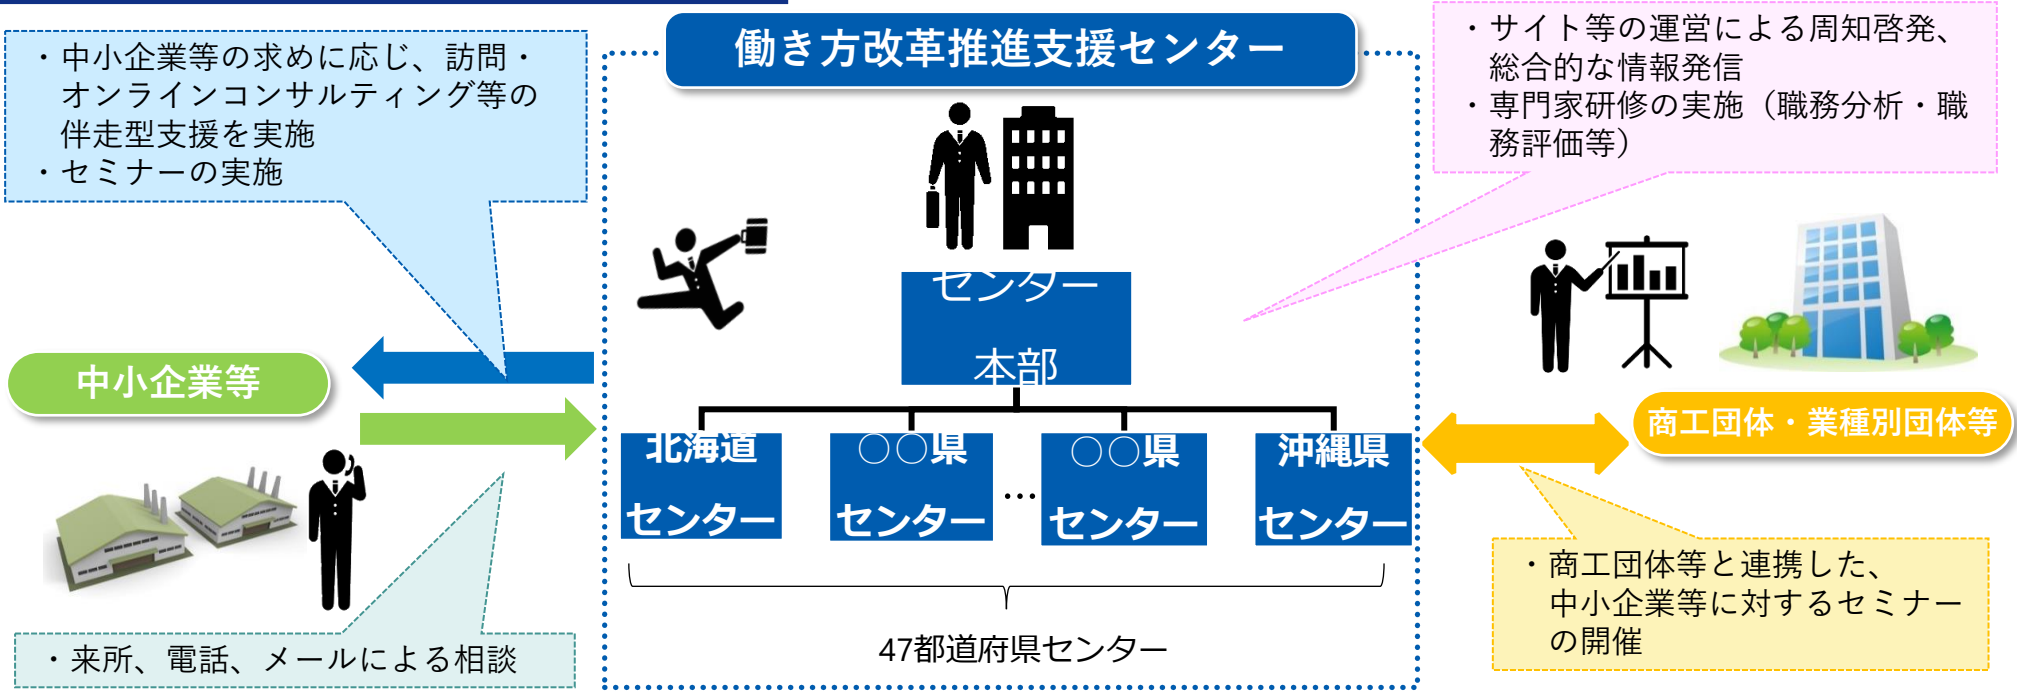 働き方改革推進支援センター
・中小企業等の求めに応じ、訪問・
オンラインコンサルティング等の
伴走型支援を実施
・セミナーの実施
・サイト等の運営による周知啓発、
総合的な情報発信
・専門家研修の実施（職務分析・職
務評価等）
センター
本部
中小企業等
商工団体・業種別団体等
北海道
センター
○○県
センター
…
○○県
センター
沖縄県
センター
47都道府県センター
・来所、電話、メールによる相談
・商工団体等と連携した、
中小企業等に対するセミナー
の開催